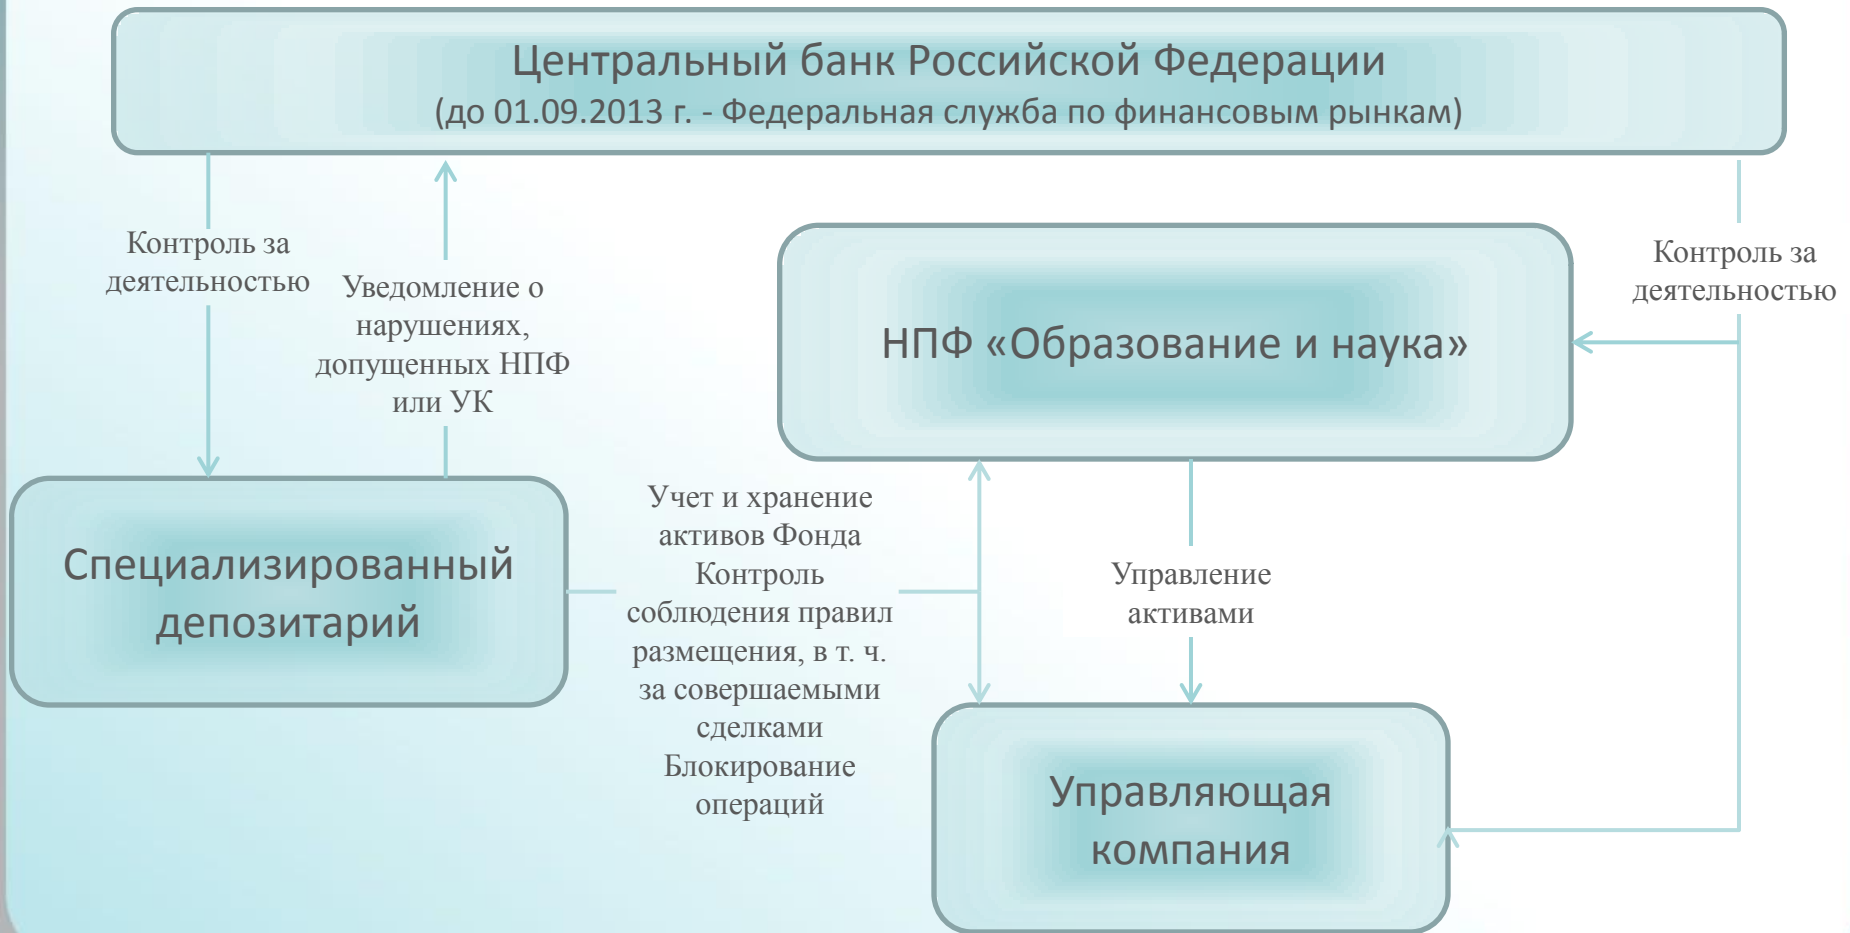 Центральный банк Российской Федерации
(до 01.09.2013 г. - Федеральная служба по финансовым рынкам)
Контроль за
деятельностью
Уведомление о
нарушениях,
допущенных НПФ
или УК
НПФ «Образование и наука»
Контроль за
деятельностью
Специализированный
депозитарий
Учет и хранение
активов Фонда
Контроль
соблюдения правил
размещения, в т. ч.
за совершаемыми
сделками
Блокирование
операций
Управление
активами
Управляющая
компания